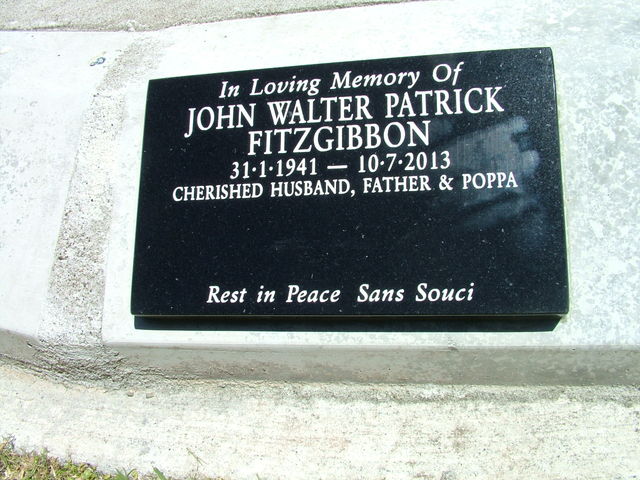 In Loving Memory Of
JOHN WALTER PATRICK
FITZGIBBON
31·1·1941 — 10·7·2013
CHERISHED HUSBAND, FATHER & POPPA
Rest in Peace Sans Souci